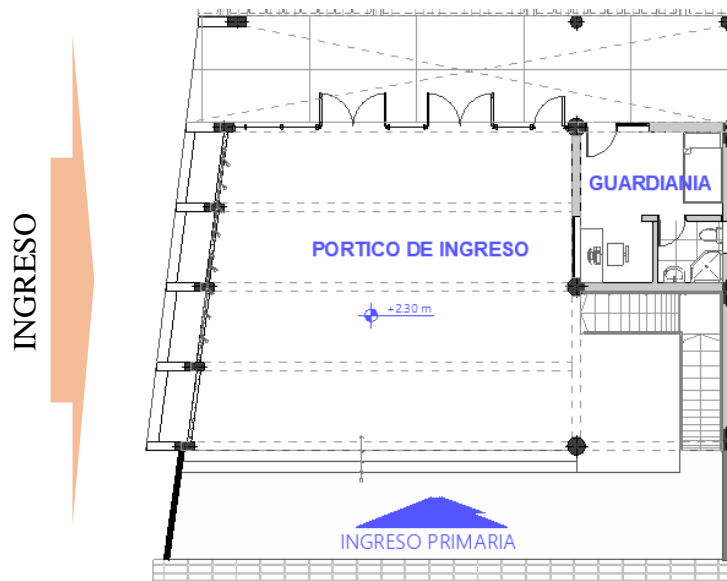 INGRESO
GUARDIANIA
PORTICO DE INGRESO
+2.30 m
INGRESO PRIMARIA